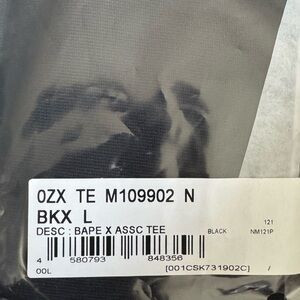 0ZX TE M109902 N
BKX L
121
DESC : BAPE X ASSC TEE BLACK NM121P
4 580793 848356
00L [001CSK731902C] /